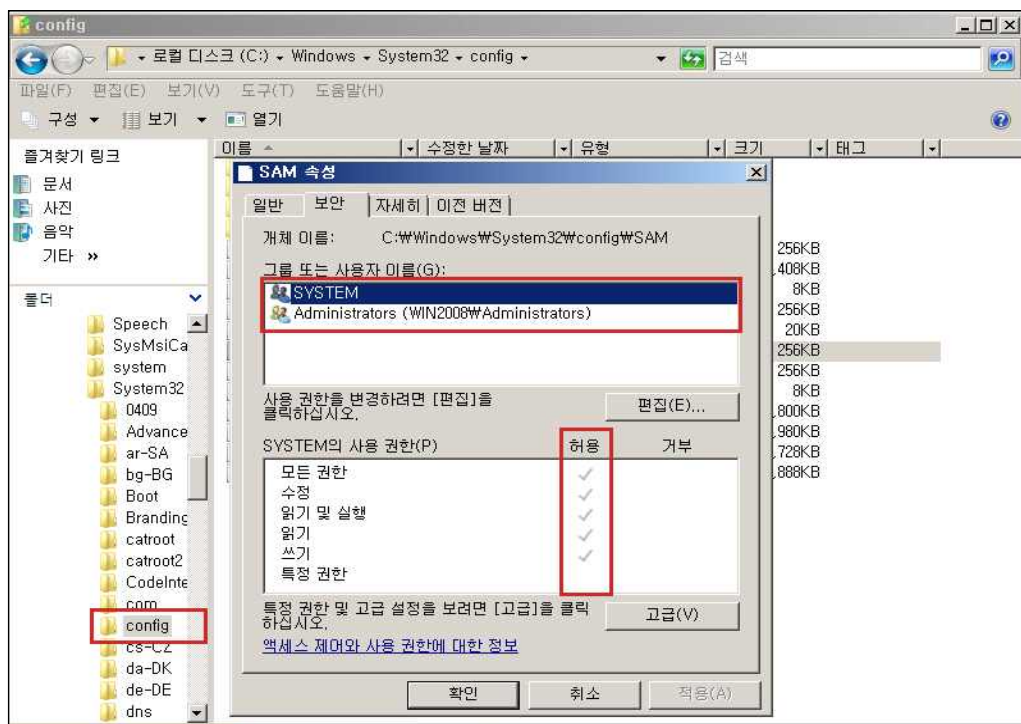 config
로컬 디스크 (C:) Windows System32 config 검색
파일(F) 편집(E) 보기(V) 도구(T) 도움말(H)
구성 보기 열기
즐겨찾기 링크
문서
사진
음악
기타 »
폴더
Speech
SysMsiCa
system
System32
0409
Advance
ar-SA
bg-BG
Boot
Branding
catroot
catroot2
CodeInte
com
config
cs-CZ
da-DK
de-DE
dns
이름 수정한 날짜 유형 크기 태그
SAM 속성
일반 보안 자세히 이전 버전
개체 이름: C:₩Windows₩System32₩config₩SAM
그룹 또는 사용자 이름(G):
SYSTEM
Administrators (WIN2008₩Administrators)
사용 권한을 변경하려면 [편집]을
클릭하십시오.
편집(E)...
SYSTEM의 사용 권한(P) 허용 거부
모든 권한
수정
읽기 및 실행
읽기
쓰기
특정 권한
특정 권한 및 고급 설정을 보려면 [고급]을 클릭
하십시오.
고급(V)
액세스 제어와 사용 권한에 대한 정보
확인 취소 적용(A)
256KB
,408KB
8KB
256KB
20KB
256KB
256KB
8KB
,800KB
,980KB
,728KB
,888KB